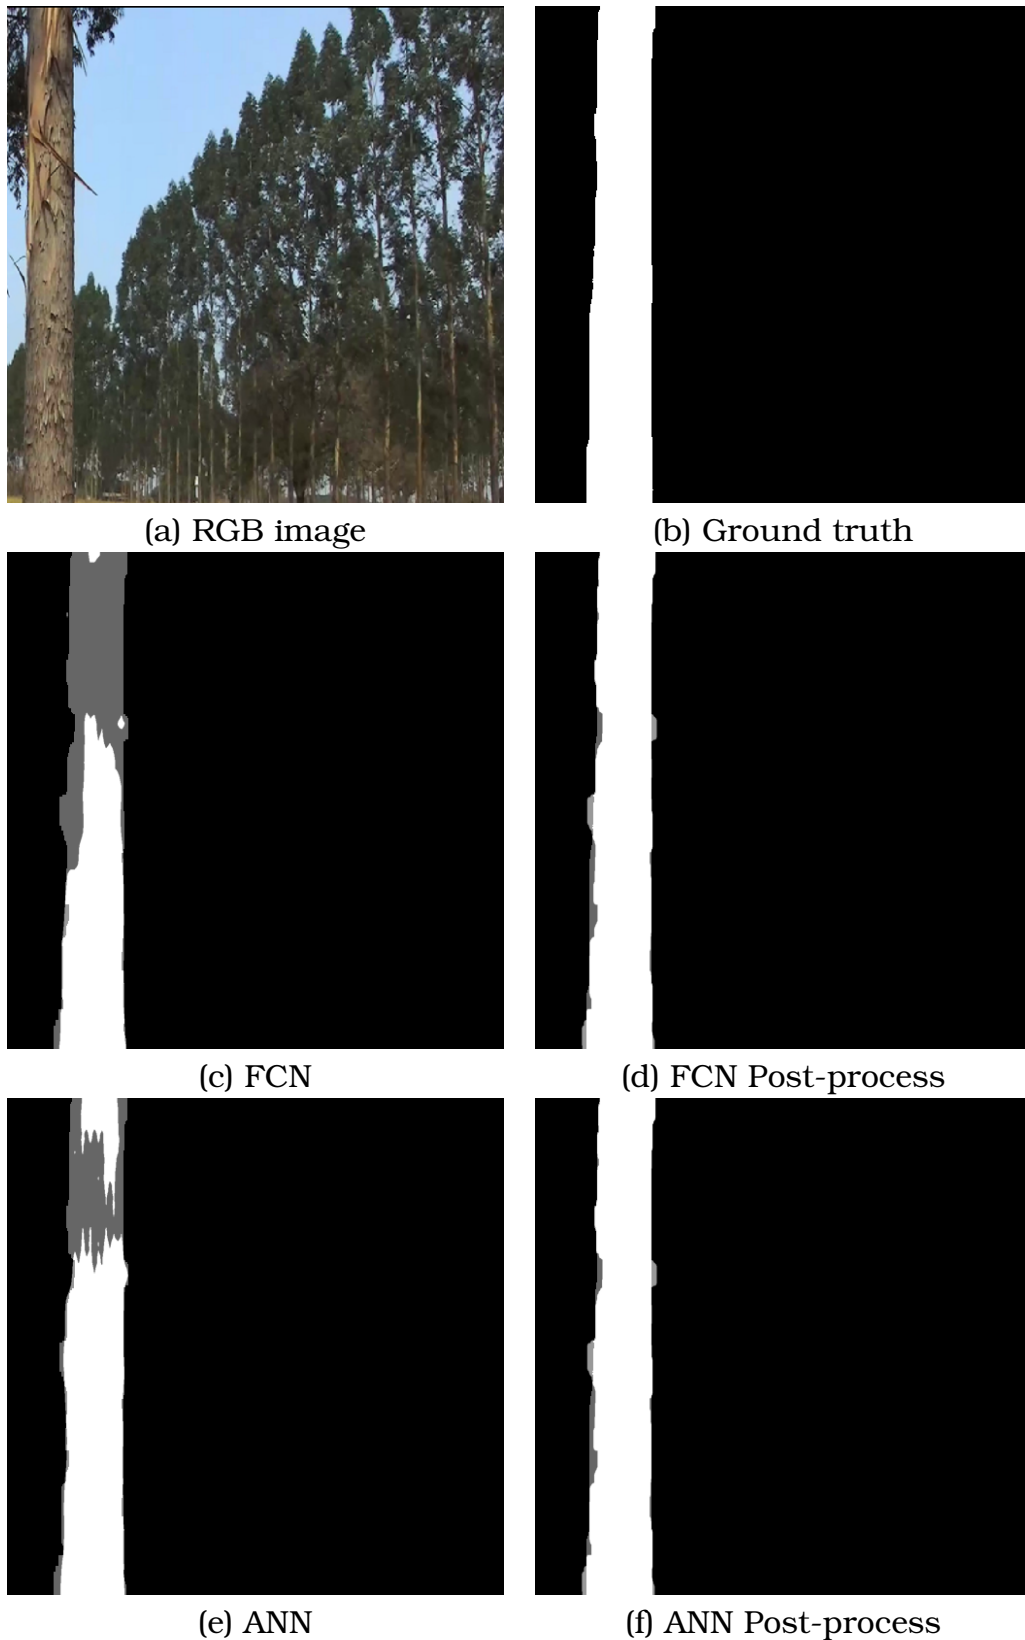 (a) RGB image
(b) Ground truth
(c) FCN
(d) FCN Post-process
(e) ANN
(f) ANN Post-process